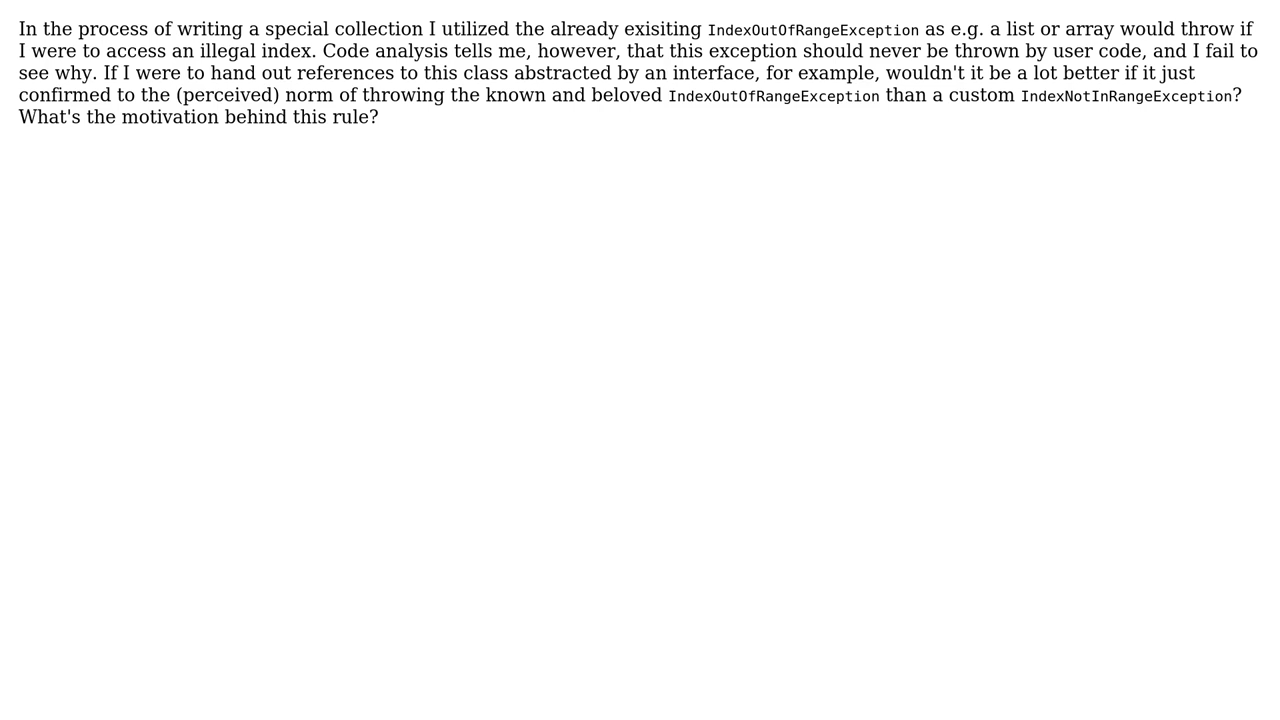 In the process of writing a special collection I utilized the already exisiting IndexOutOfRangeException as e.g. a list or array would throw if
I were to access an illegal index. Code analysis tells me, however, that this exception should never be thrown by user code, and I fail to
see why. If I were to hand out references to this class abstracted by an interface, for example, wouldn't it be a lot better if it just
confirmed to the (perceived) norm of throwing the known and beloved IndexOutOfRangeException than a custom IndexNotInRangeException?
What's the motivation behind this rule?